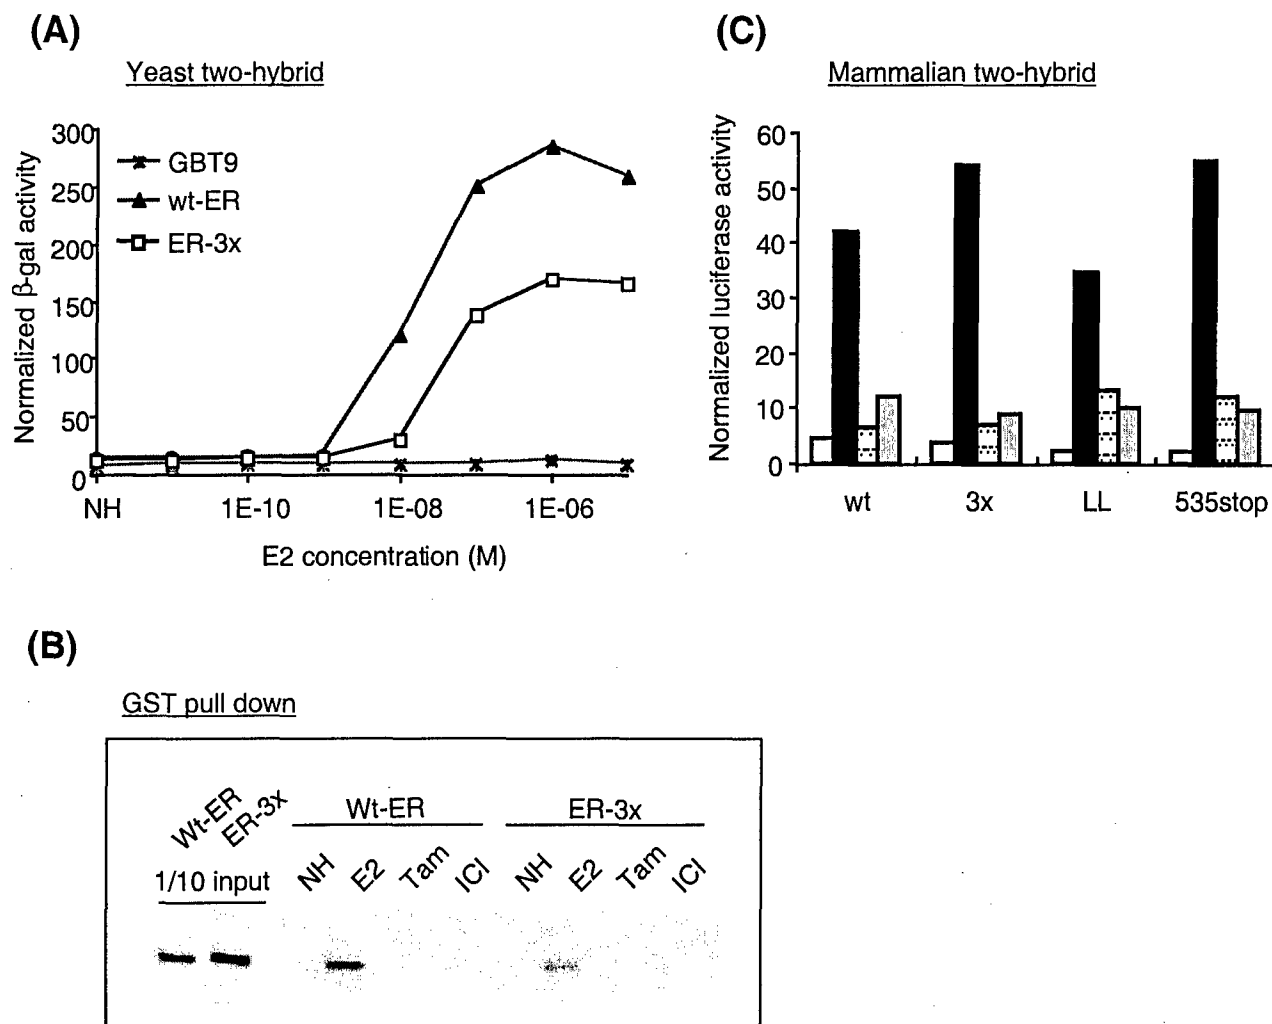 (A)
Yeast two-hybrid
Normalized β-gal activity
300
250
200
150
100
50
0
GBT9
wt-ER
ER-3x
NH 1E-10 1E-08 1E-06
E2 concentration (M)
(C)
Mammalian two-hybrid
Normalized luciferase activity
60
50
40
30
20
10
0
wt 3x LL 535stop
(B)
GST pull down
Wt-ER ER-3x
1/10 input
Wt-ER
NH E2 Tam ICI
ER-3x
NH E2 Tam ICI